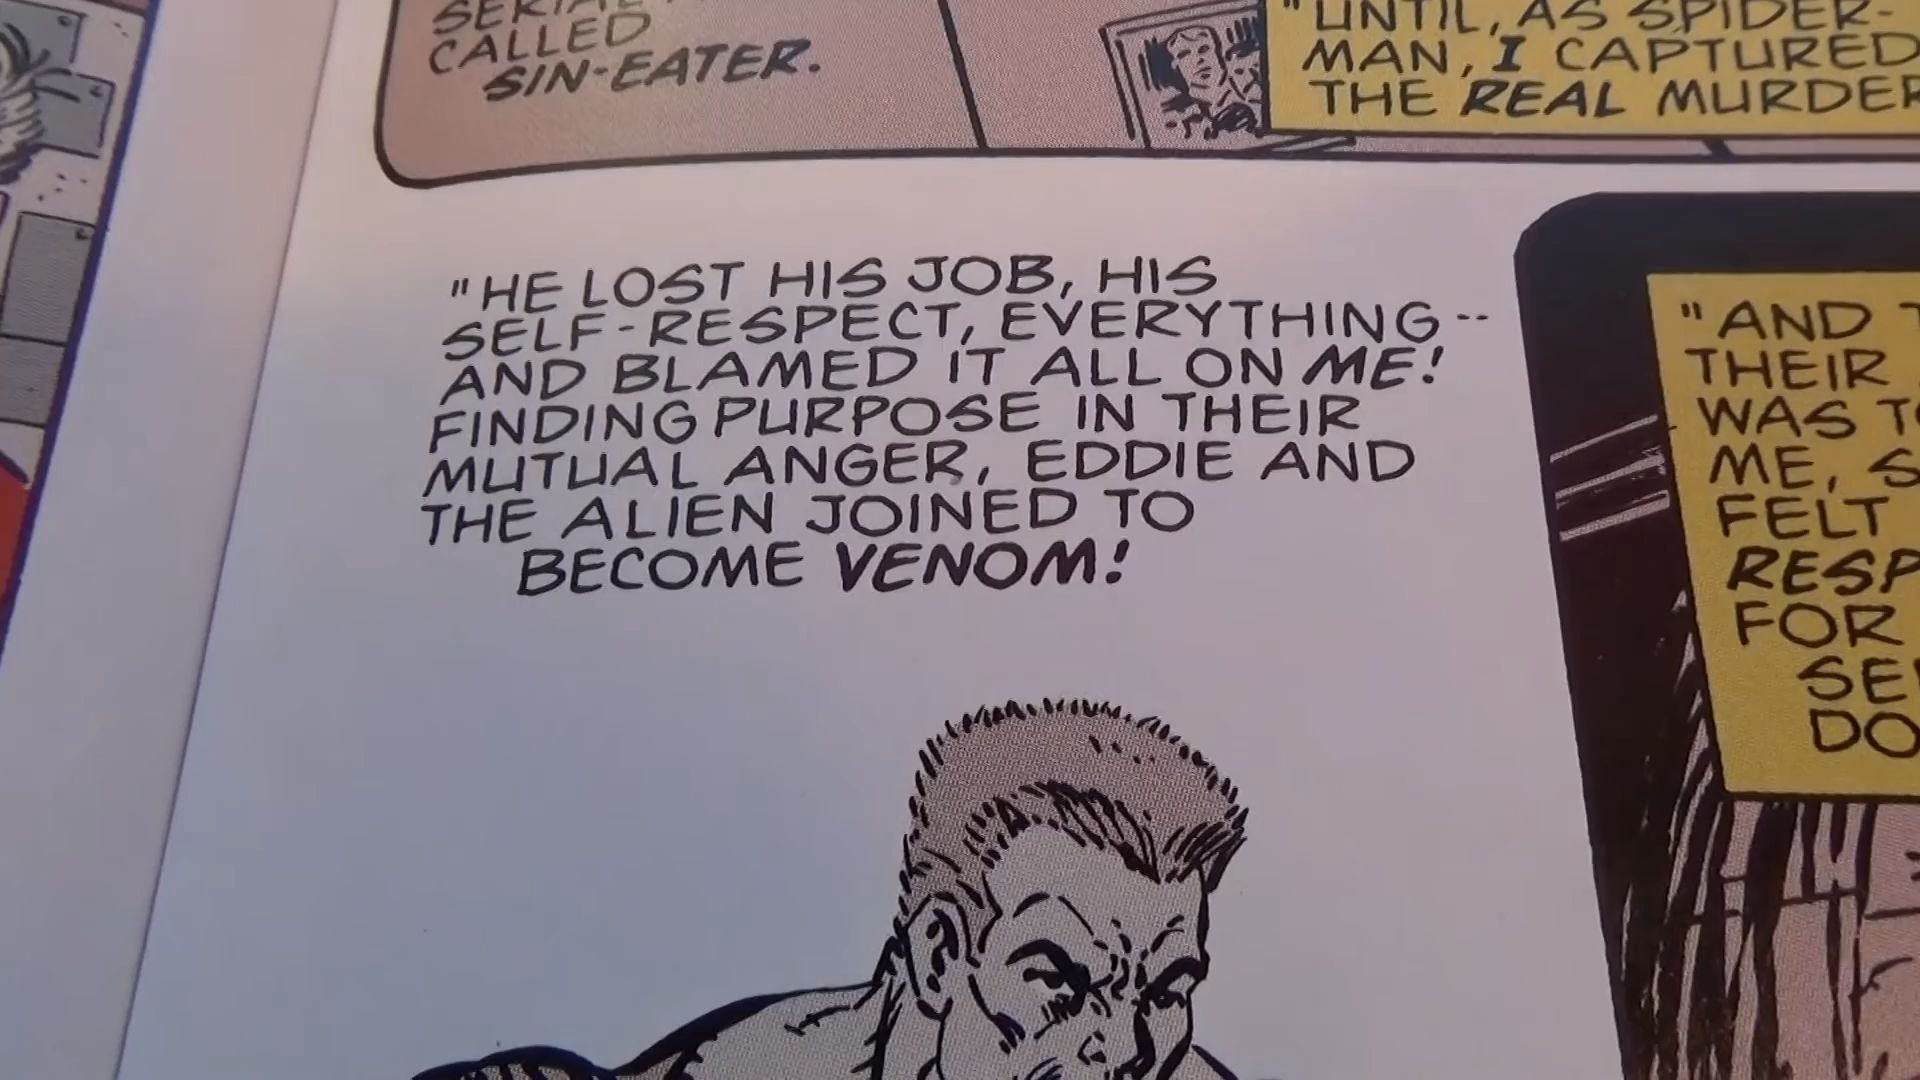 CALLED
SIN-EATER.
"UNTIL, AS SPIDER-
MAN, I CAPTURED
THE REAL
"HE LOST HIS JOB, HIS
SELF-RESPECT, EVERYTHING--
AND BLAMED IT ALL ON ME!
FINDING PURPOSE IN THEIR
MUTUAL ANGER, EDDIE AND
THE ALIEN JOINED TO
BECOME VENOM!
"AND
THEIR
WAS
ME,
FELT
FOR